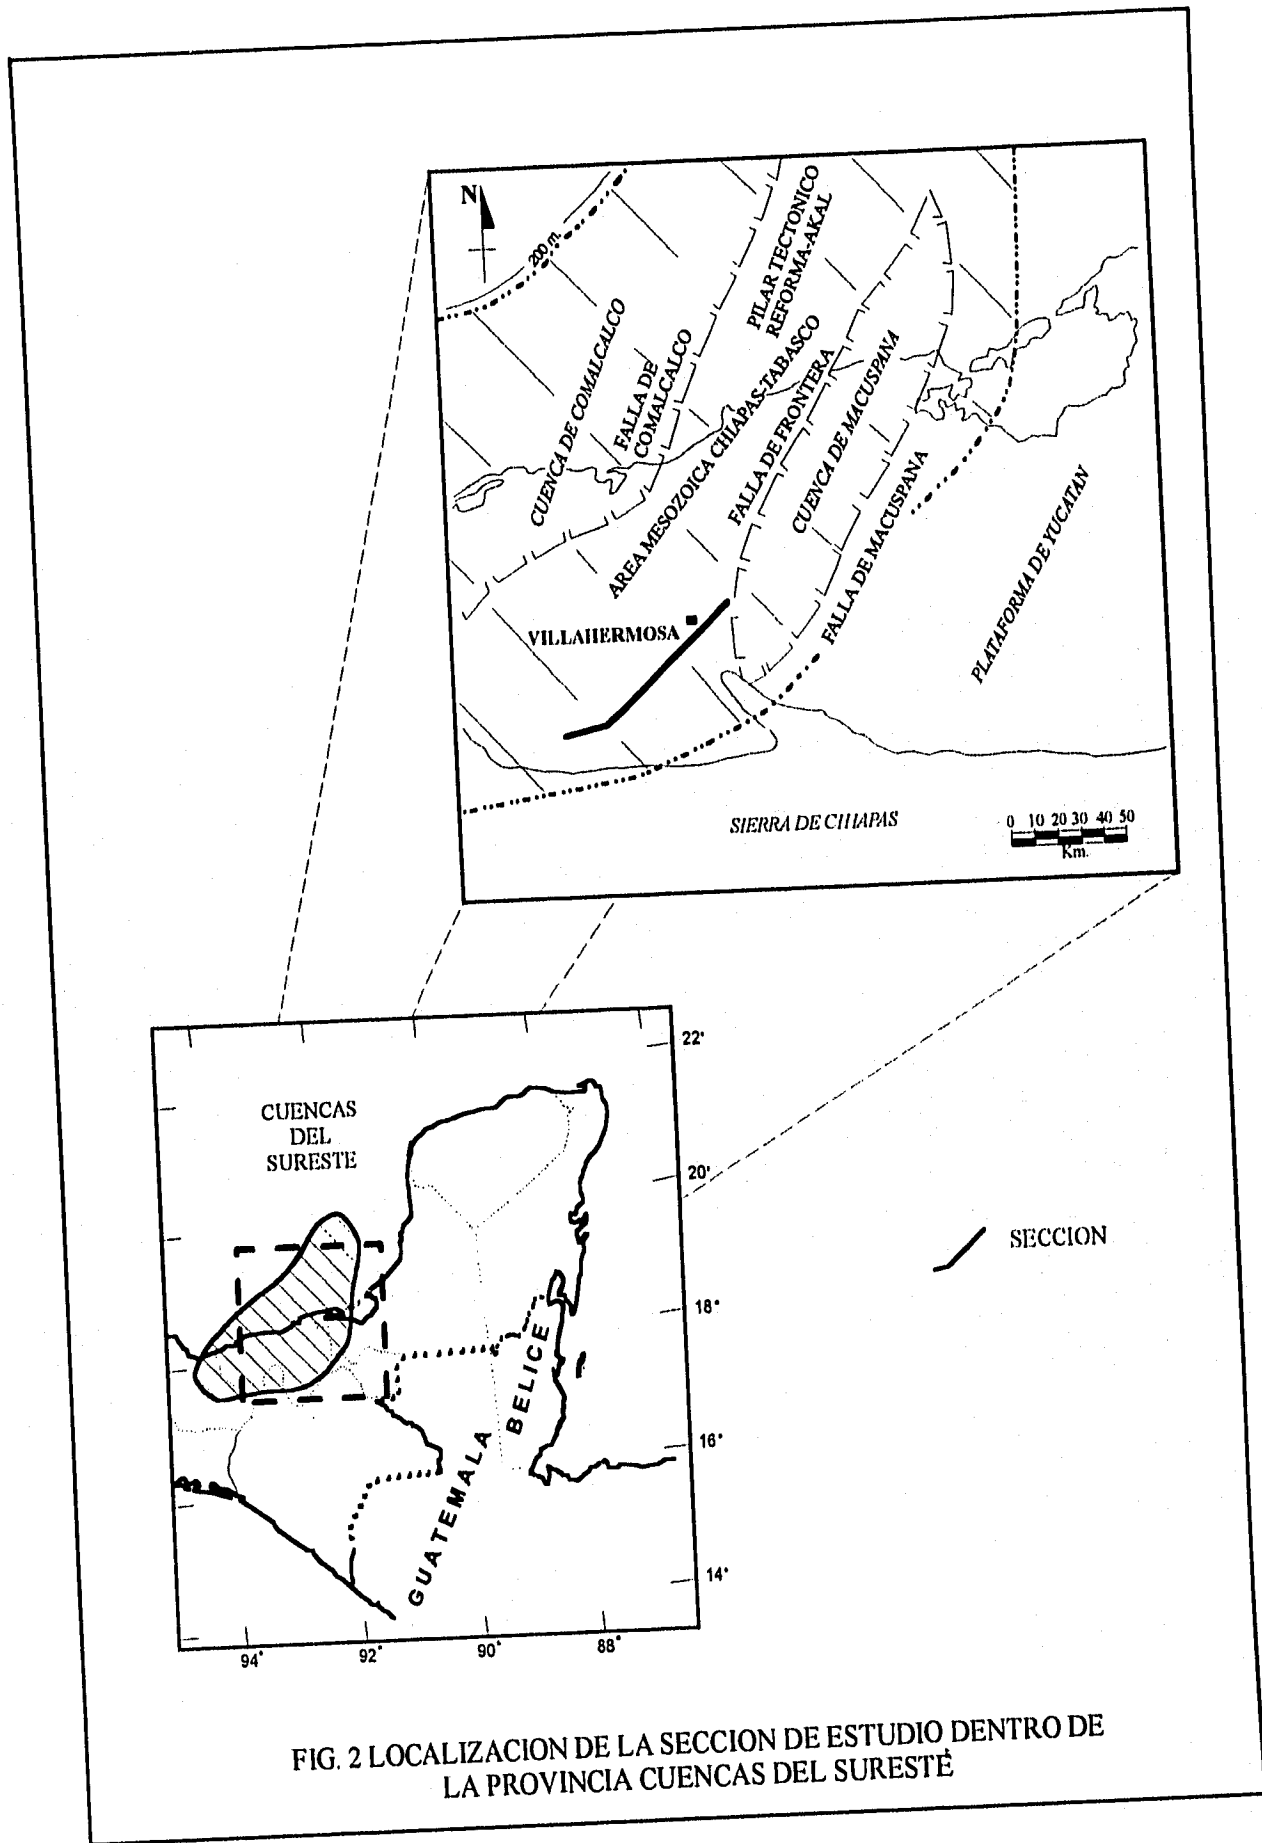 N
200 m.
CUENCA DE COMALCALCO
FALLA DE
COMALCALCO
PILAR TECTONICO
REFORMA-AKAL
AREA MESOZOICA CHIAPAS-TABASCO
FALLA DE FRONTERA
CUENCA DE MACUSPANA
FALLA DE MACUSPANA
PLATAFORMA DE YUCATAN
VILLAHERMOSA
SIERRA DE CHIAPAS
0 10 20 30 40 50
Km.
CUENCAS
DEL
SURESTE
22°
20°
18°
16°
14°
94°
92°
90°
88°
GUATEMALA
BELICE
SECCION
FIG. 2 LOCALIZACION DE LA SECCION DE ESTUDIO DENTRO DE
LA PROVINCIA CUENCAS DEL SURESTE